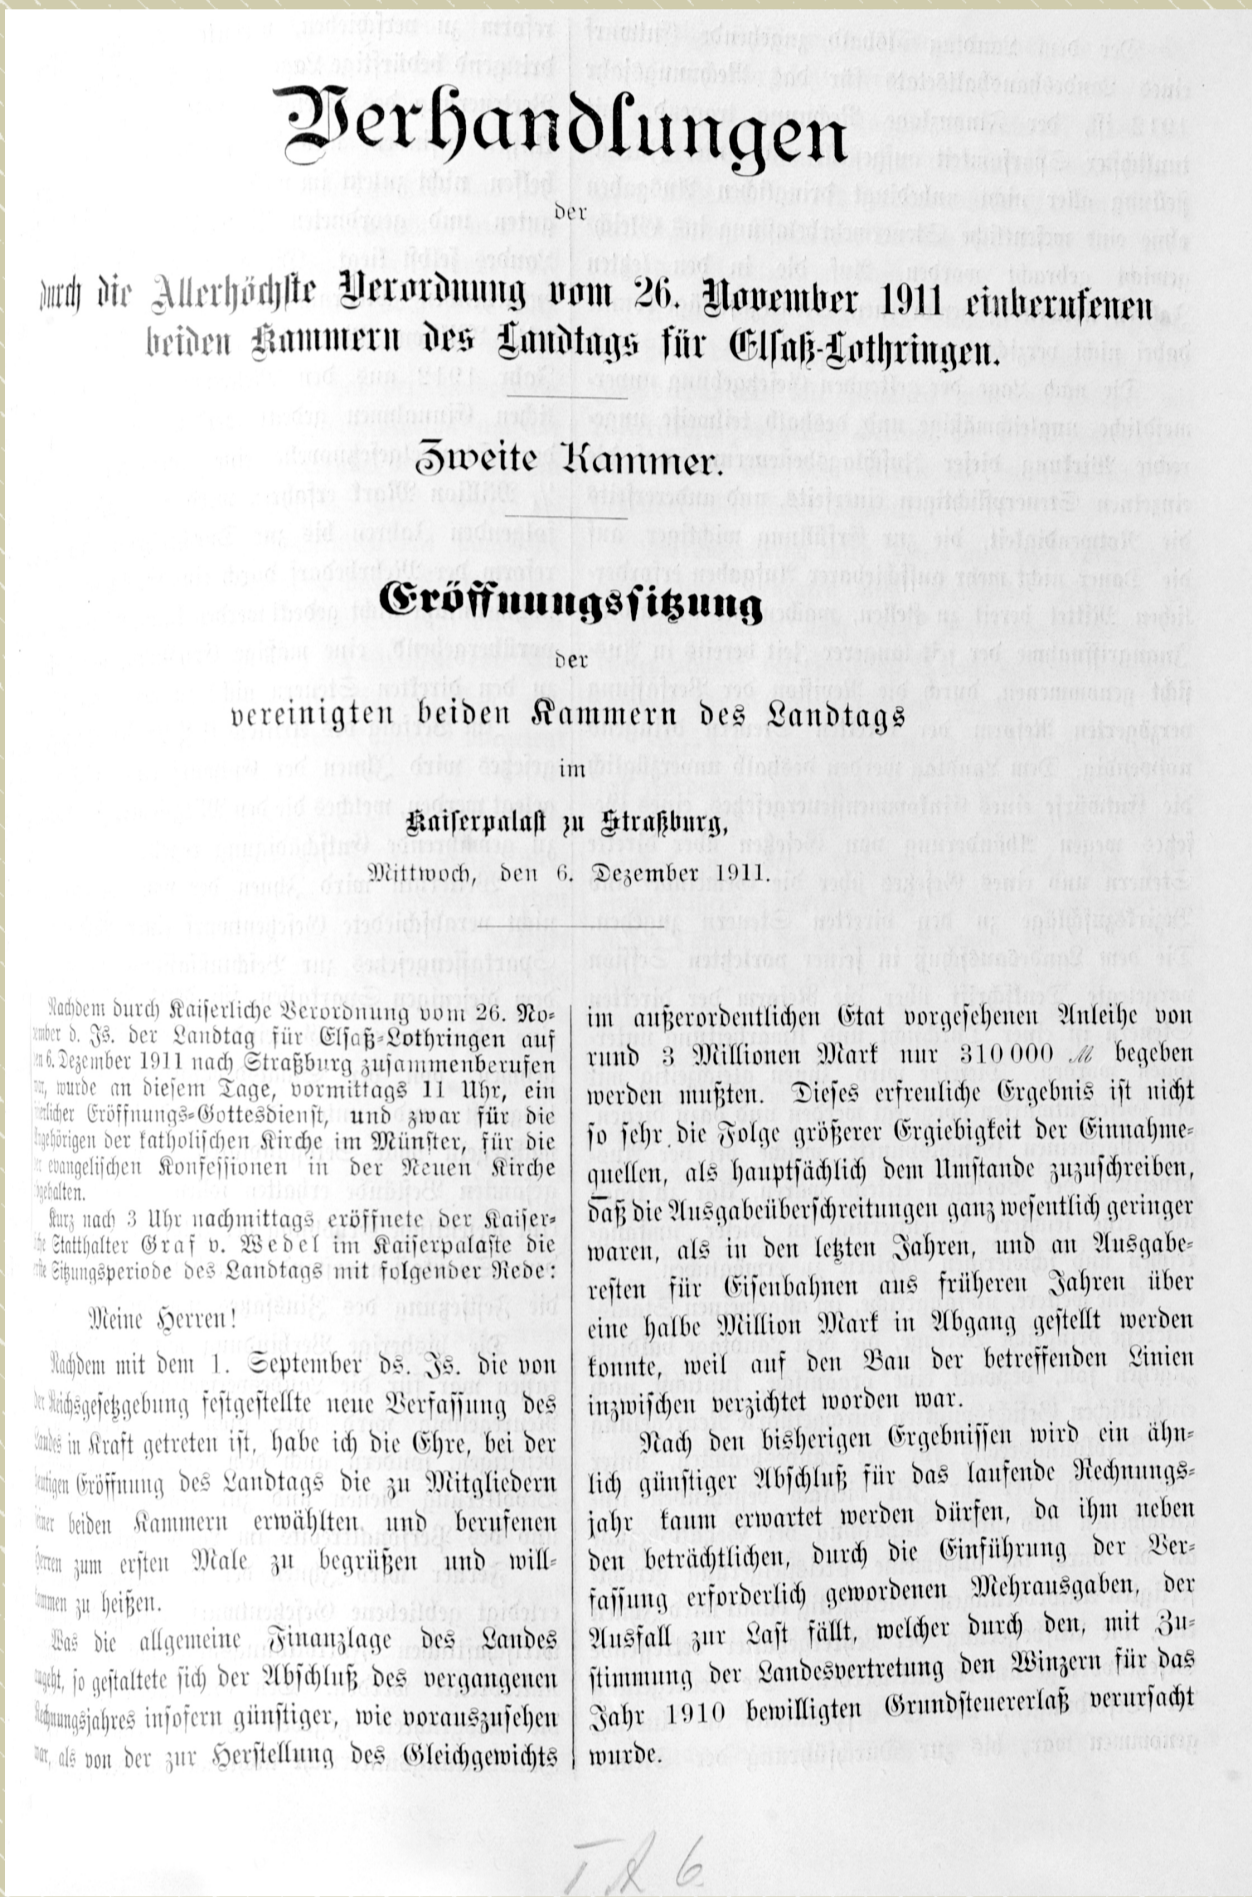 Verhandlungen
der
durch die Allerhöchste Verordnung vom 26. November 1911 einberufenen
beiden Kammern des Landtags für Elsaß-Lothringen.
Zweite Kammer.
Eröffnungssitzung
der
vereinigten beiden Kammern des Landtags
im
Kaiserpalast zu Straßburg,
Mittwoch, den 6. Dezember 1911.
Nachdem durch Kaiserliche Verordnung vom 26. No-
vember d. Js. der Landtag für Elsaß-Lothringen auf
den 6. Dezember 1911 nach Straßburg zusammenberufen
war, wurde an diesem Tage, vormittags 11 Uhr, ein
feierlicher Eröffnungs-Gottesdienst, und zwar für die
Angehörigen der katholischen Kirche im Münster, für die
der evangelischen Konfessionen in der Neuen Kirche
abgehalten.
Kurz nach 3 Uhr nachmittags eröffnete der Kaiser-
liche Statthalter Graf v. Wedel im Kaiserpalaste die
erste Sitzungsperiode des Landtags mit folgender Rede:
Meine Herren!
Nachdem mit dem 1. September ds. Js. die von
der Reichsgesetzgebung festgestellte neue Verfassung des
Landes in Kraft getreten ist, habe ich die Ehre, bei der
heutigen Eröffnung des Landtags die zu Mitgliedern
seiner beiden Kammern erwählten und berufenen
Herren zum ersten Male zu begrüßen und will-
kommen zu heißen.
Was die allgemeine Finanzlage des Landes
angeht, so gestaltete sich der Abschluß des vergangenen
Rechnungsjahres insofern günstiger, wie vorauszusehen
war, als von der zur Herstellung des Gleichgewichts
im außerordentlichen Etat vorgesehenen Anleihe von
rund 3 Millionen Mark nur 310 000 ℳ begeben
werden mußten. Dieses erfreuliche Ergebnis ist nicht
so sehr die Folge größerer Ergiebigkeit der Einnahme-
quellen, als hauptsächlich dem Umstande zuzuschreiben,
daß die Ausgabeüberschreitungen ganz wesentlich geringer
waren, als in den letzten Jahren, und an Ausgabe-
resten für Eisenbahnen aus früheren Jahren über
eine halbe Million Mark in Abgang gestellt werden
konnte, weil auf den Bau der betreffenden Linien
inzwischen verzichtet worden war.
Nach den bisherigen Ergebnissen wird ein ähn-
lich günstiger Abschluß für das laufende Rechnungs-
jahr kaum erwartet werden dürfen, da ihm neben
den beträchtlichen, durch die Einführung der Ver-
fassung erforderlich gewordenen Mehrausgaben, der
Ausfall zur Last fällt, welcher durch den, mit Zu-
stimmung der Landesvertretung den Winzern für das
Jahr 1910 bewilligten Grundsteuererlaß verursacht
wurde.